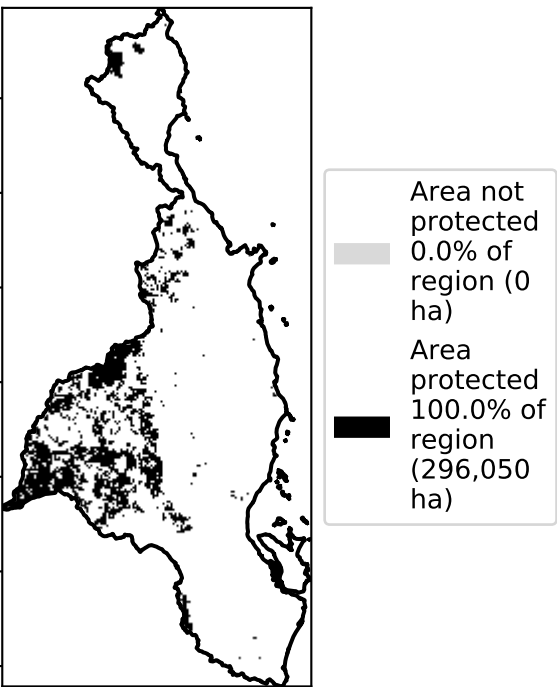 Area not
protected
0.0% of
region (0
ha)
Area
protected
100.0% of
region
(296,050
ha)